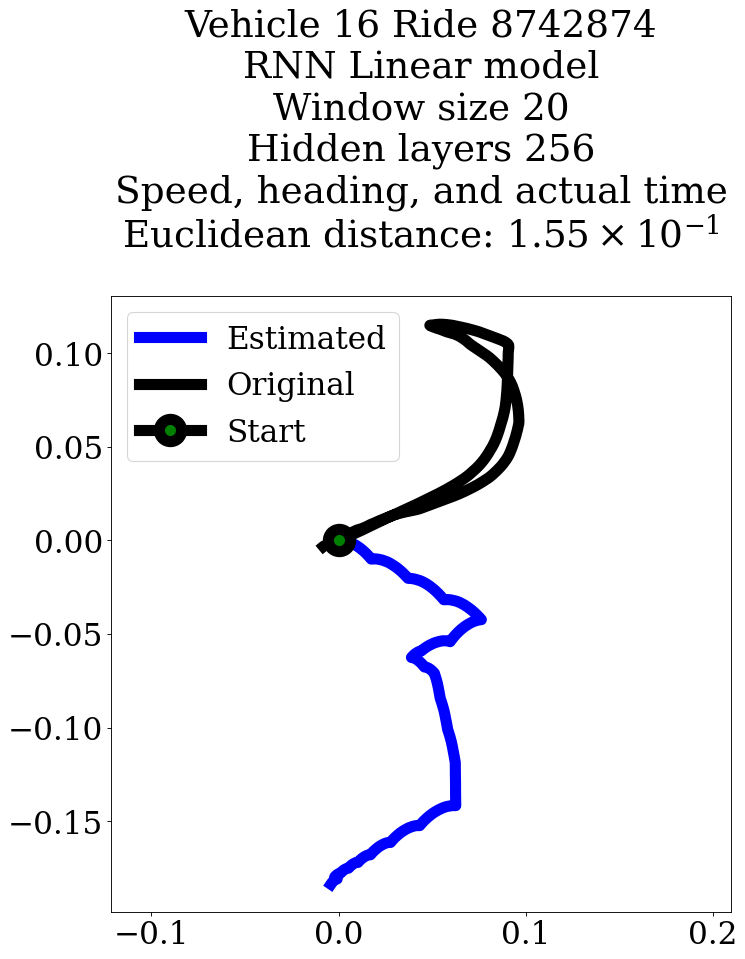 Vehicle 16 Ride 8742874
RNN Linear model
Window size 20
Hidden layers 256
Speed, heading, and actual time
Euclidean distance: 1.55 × 10⁻¹
Estimated
Original
Start
0.10
0.05
0.00
−0.05
−0.10
−0.15
−0.1
0.0
0.1
0.2